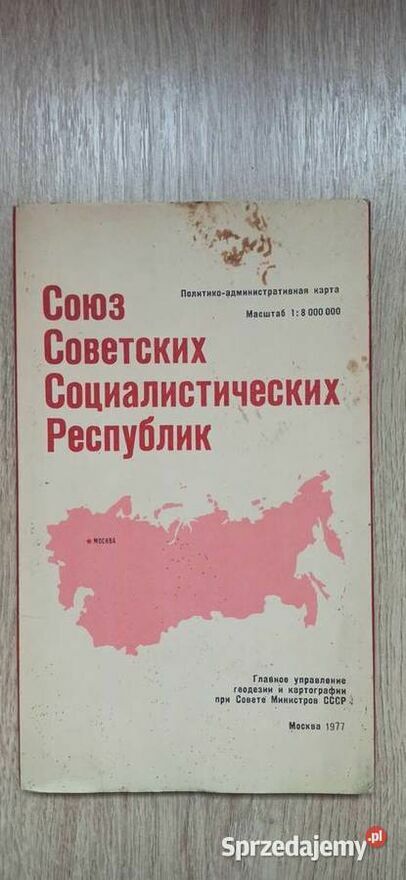 Союз
Советских
Социалистических
Республик
Политико-административная карта
Масштаб 1:8 000 000
МОСКВА
Главное управление
геодезии и картографии
при Совете Министров СССР
Москва 1977
Sprzedajemy.pl